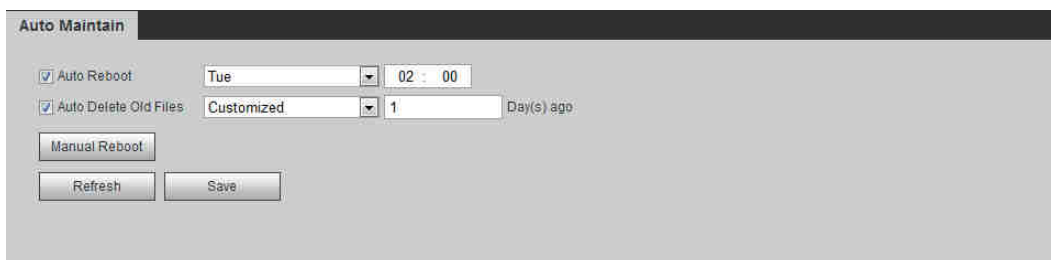 Auto Maintain
Auto Reboot Tue 02 : 00
Auto Delete Old Files Customized 1 Day(s) ago
Manual Reboot
Refresh Save